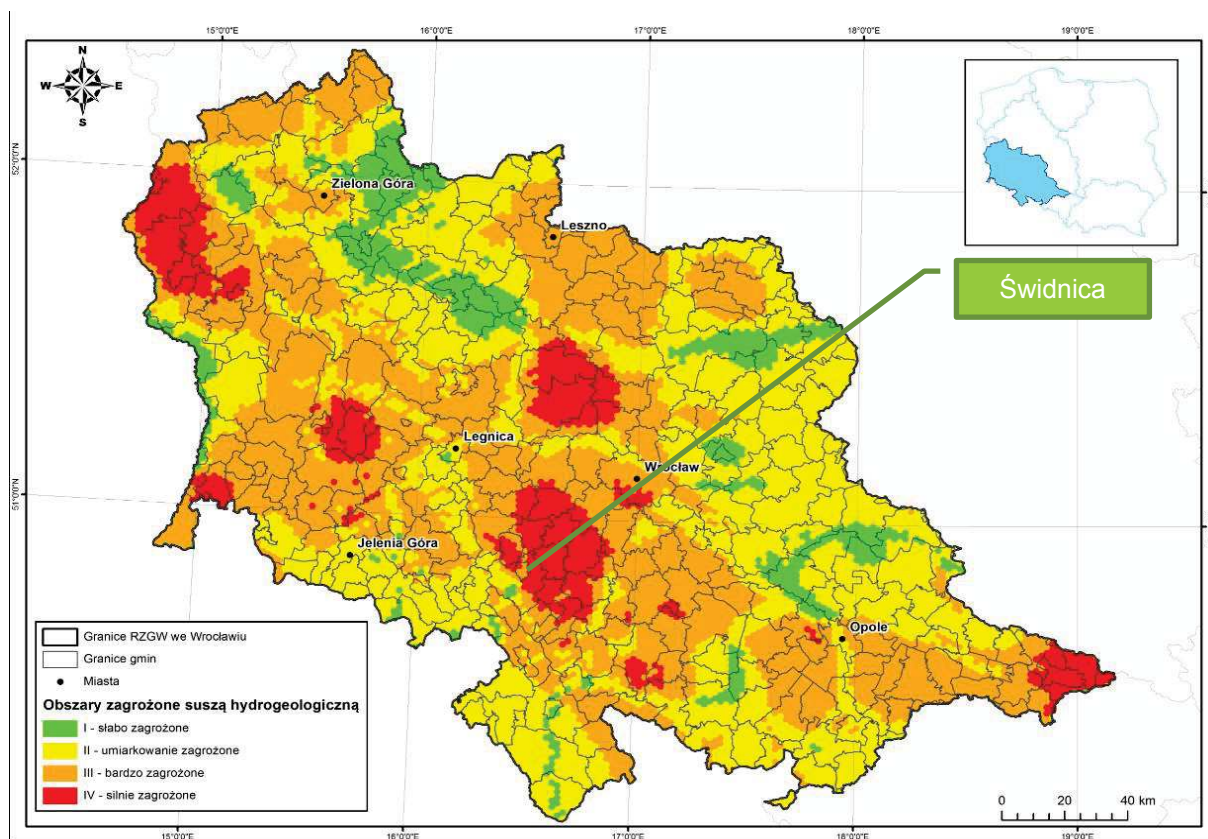 15°0'0"E 16°0'0"E 17°0'0"E 18°0'0"E 19°0'0"E
N
W E
S
52°0'0"N
Zielona Góra
Leszno
Świdnica
Legnica
Wrocław
51°0'0"N
Jelenia Góra
Opole
Granice RZGW we Wrocławiu
Granice gmin
Miasta
Obszary zagrożone suszą hydrogeologiczną
I - słabo zagrożone
II - umiarkowanie zagrożone
III - bardzo zagrożone
IV - silnie zagrożone
0 20 40 km
15°0'0"E 16°0'0"E 17°0'0"E 18°0'0"E 19°0'0"E